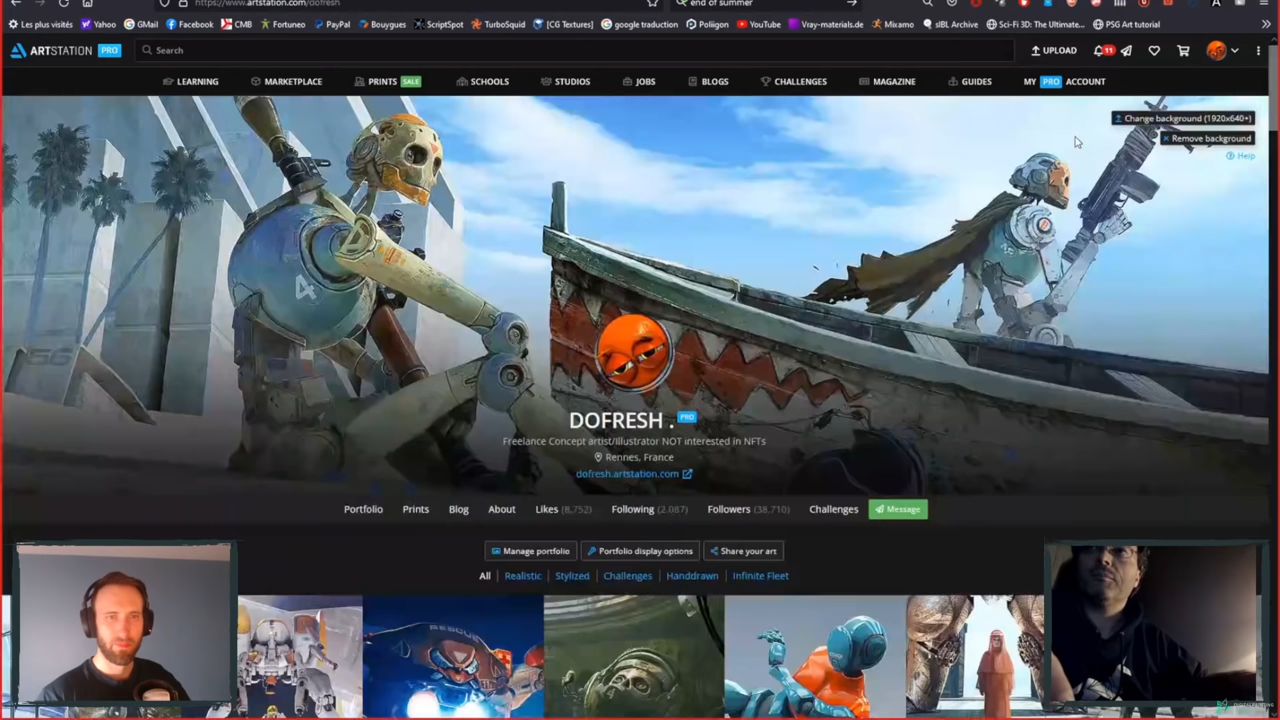 https://www.artstation.com/dofresh
end of summer
Les plus visités Yahoo GMail Facebook CMB Fortuneo PayPal Bouygues ScriptSpot TurboSquid [CG Textures] google traduction Poliigon YouTube Vray-materials.de Mixamo sIBL Archive Sci-Fi 3D: The Ultimate... PSG Art tutorial
ARTSTATION PRO Search UPLOAD 11
LEARNING MARKETPLACE PRINTS SALE SCHOOLS STUDIOS JOBS BLOGS CHALLENGES MAGAZINE GUIDES MY PRO ACCOUNT
Change background (1920x640+)
Remove background
Help
4
DOFRESH . PRO
Freelance Concept artist/Illustrator NOT interested in NFTs
Rennes, France
dofresh.artstation.com
Portfolio Prints Blog About Likes (8,752) Following (2,087) Followers (38,710) Challenges Message
Manage portfolio Portfolio display options Share your art
All Realistic Stylized Challenges Handdrawn Infinite Fleet
RESCUE